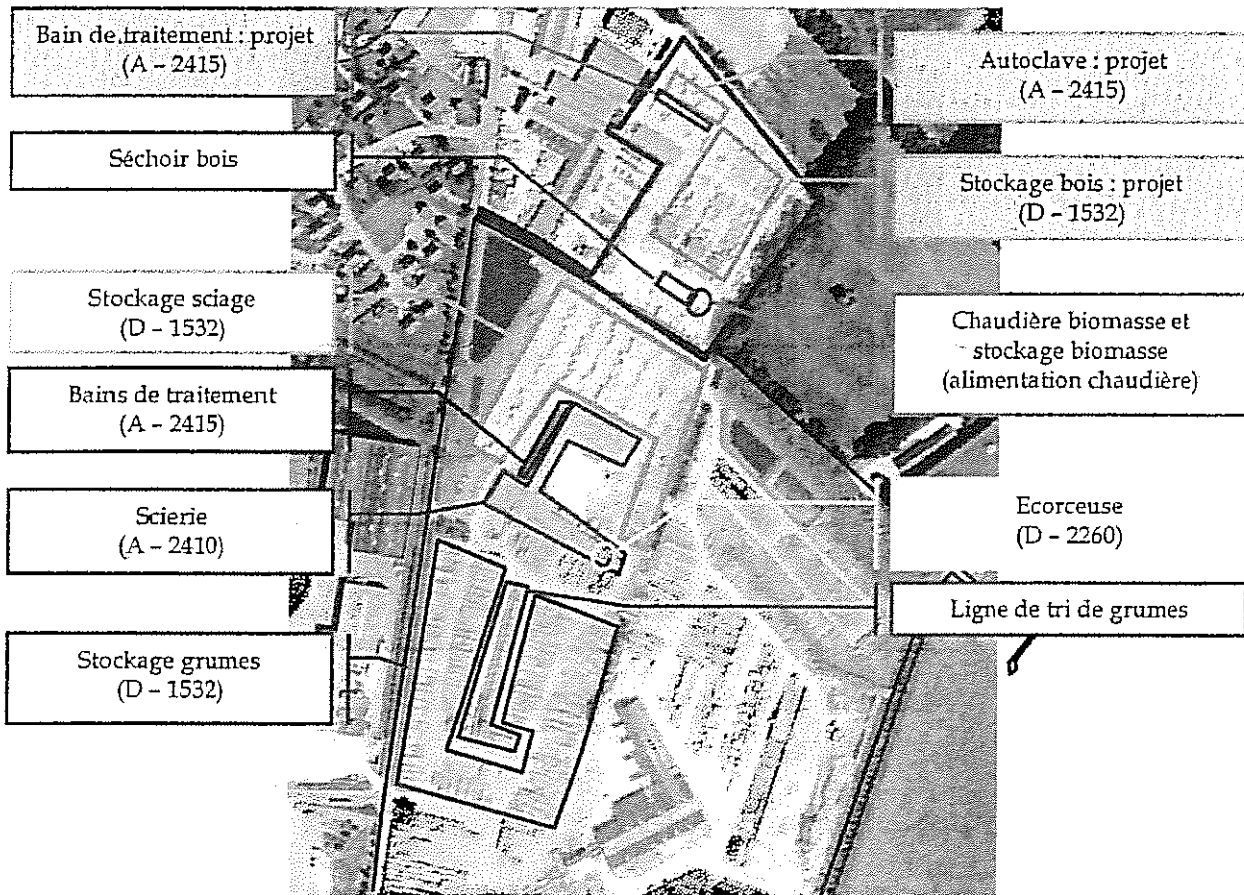 Bain de traitement : projet
(A – 2415)
Séchoir bois
Stockage sciage
(D – 1532)
Bains de traitement
(A – 2415)
Scierie
(A – 2410)
Stockage grumes
(D – 1532)
Autoclave : projet
(A – 2415)
Stockage bois : projet
(D – 1532)
Chaudière biomasse et
stockage biomasse
(alimentation chaudière)
Ecorceuse
(D – 2260)
Ligne de tri de grumes